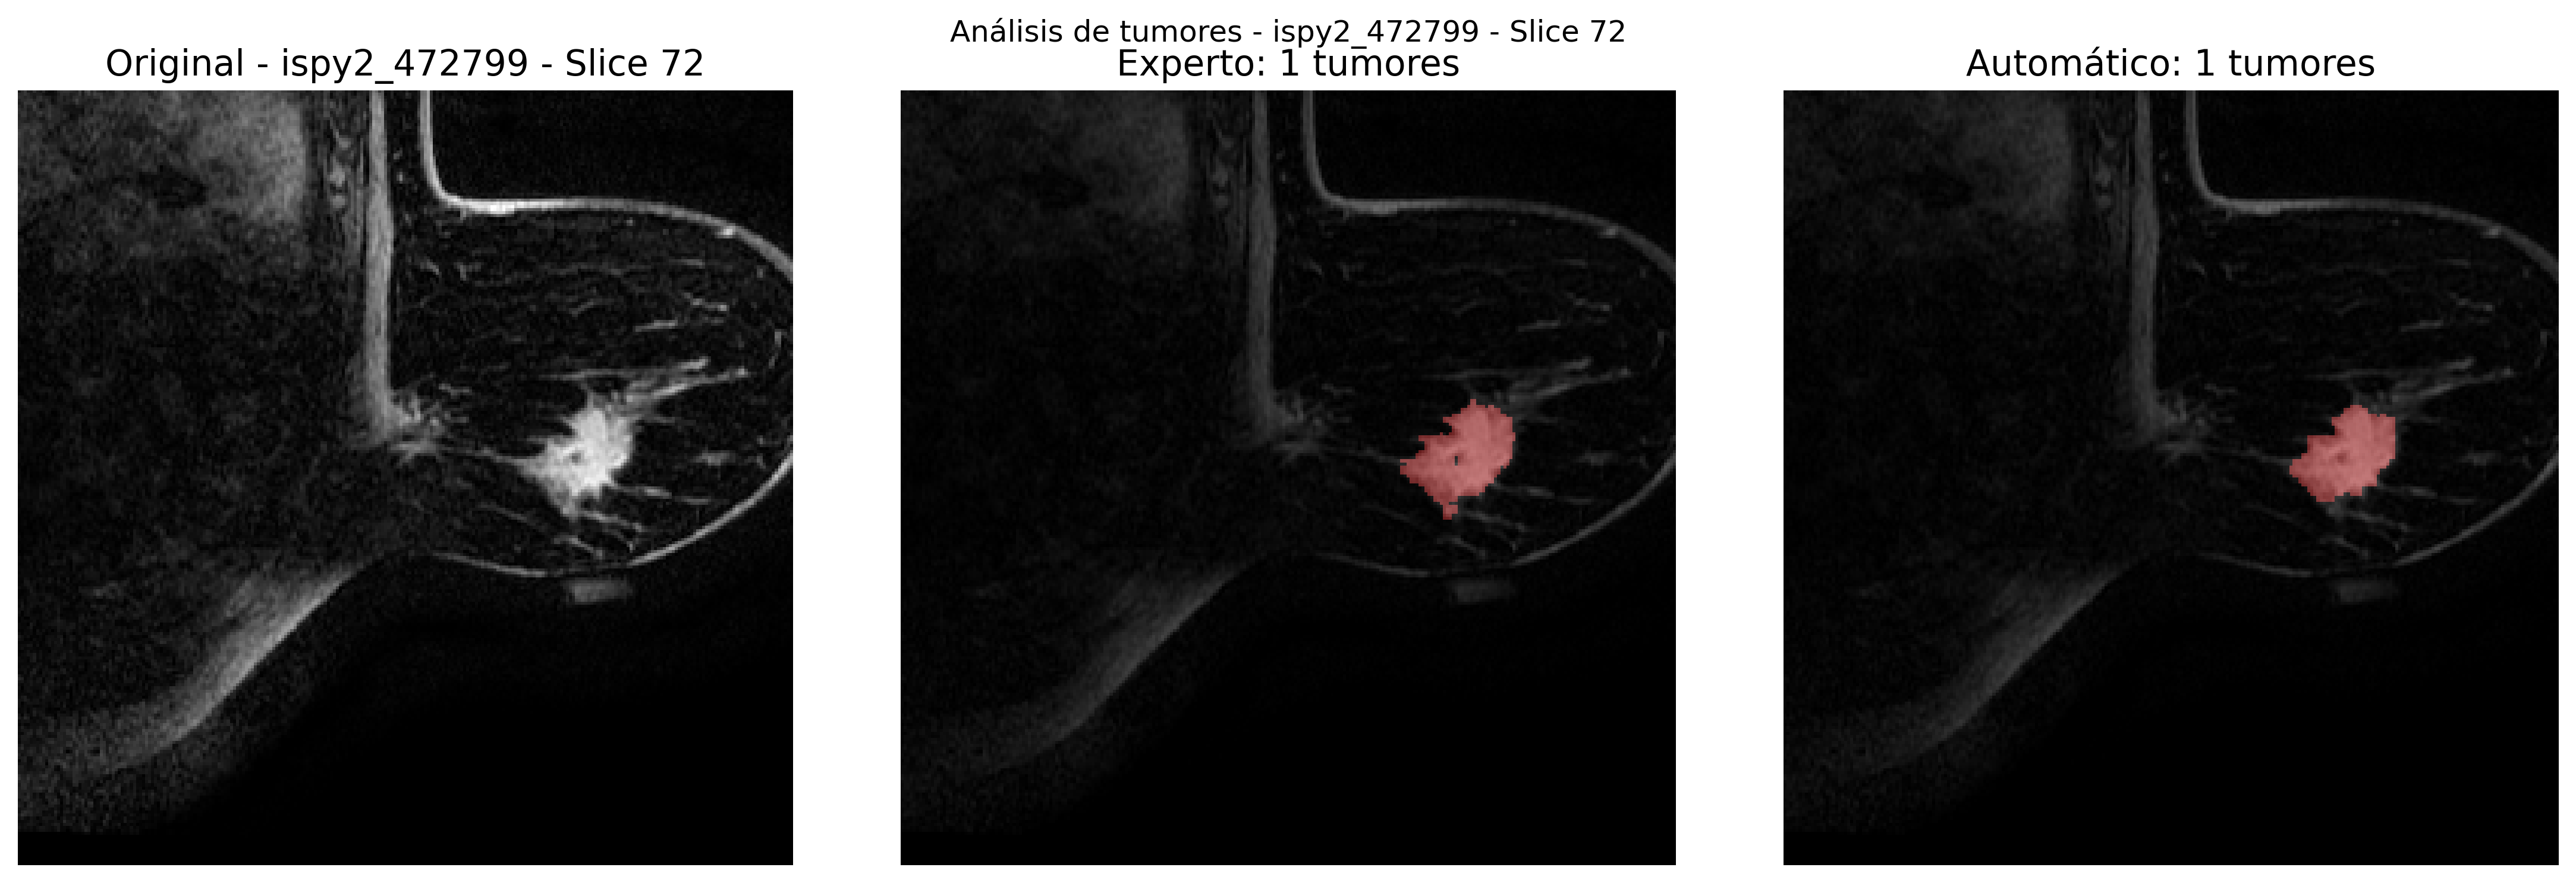 Análisis de tumores - ispy2_472799 - Slice 72
Original - ispy2_472799 - Slice 72
Experto: 1 tumores
Automático: 1 tumores